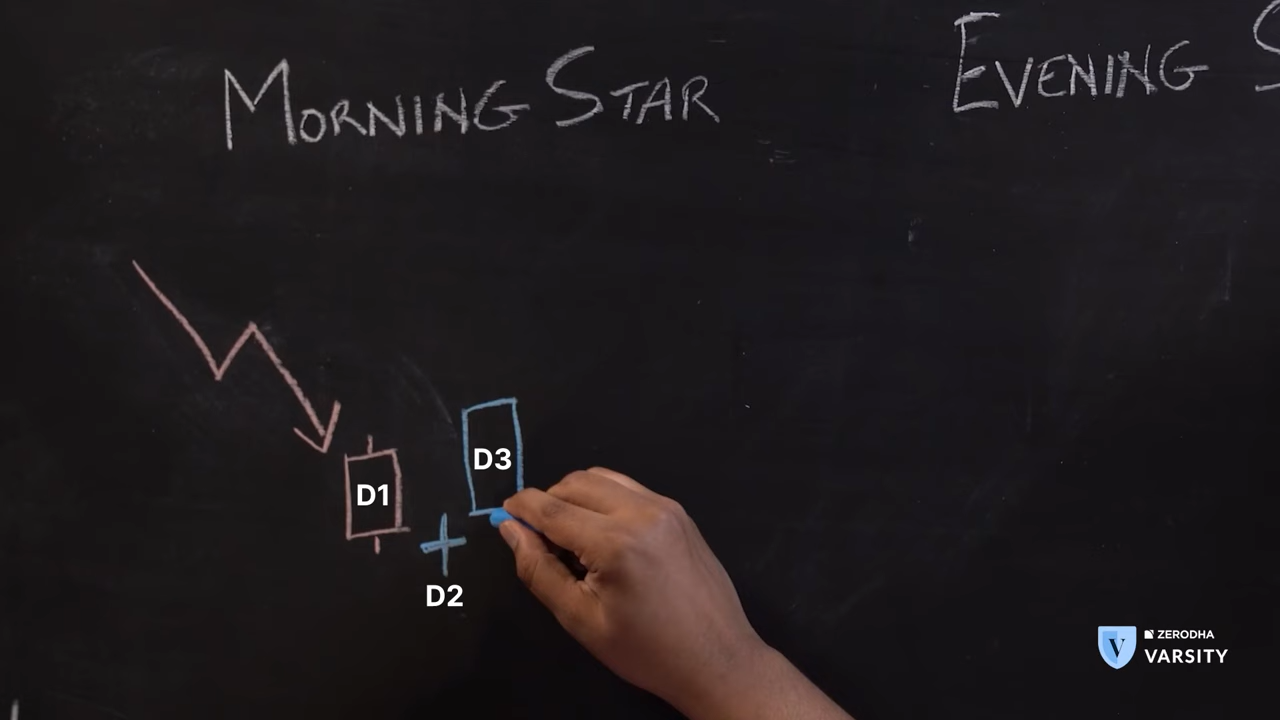 MORNING STAR
EVENING S
D1
D2
D3
ZERODHA
VARSITY